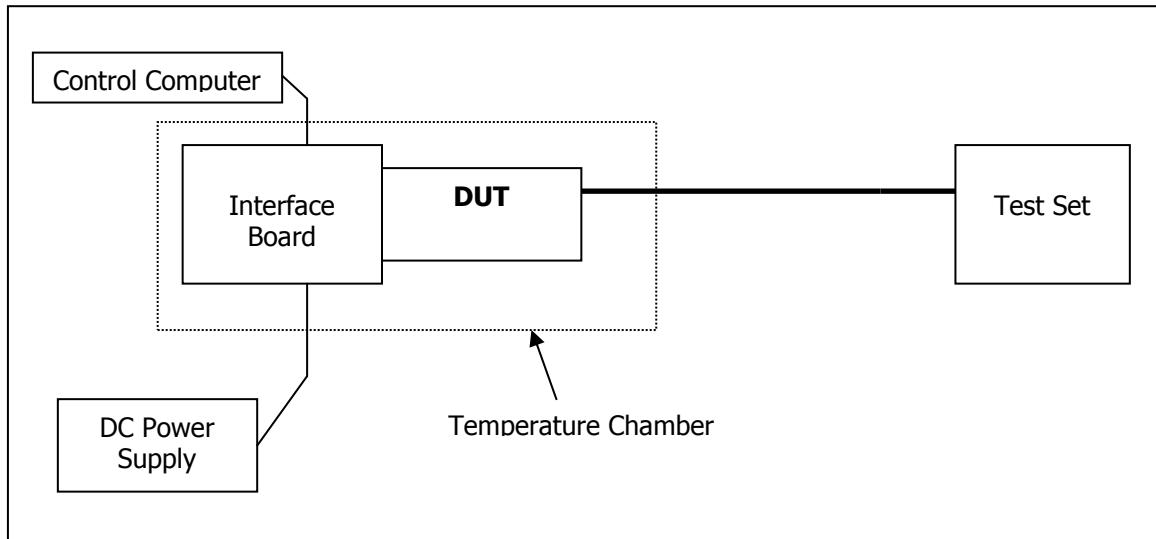 Control Computer
Interface
Board
DUT
Test Set
DC Power
Supply
Temperature Chamber